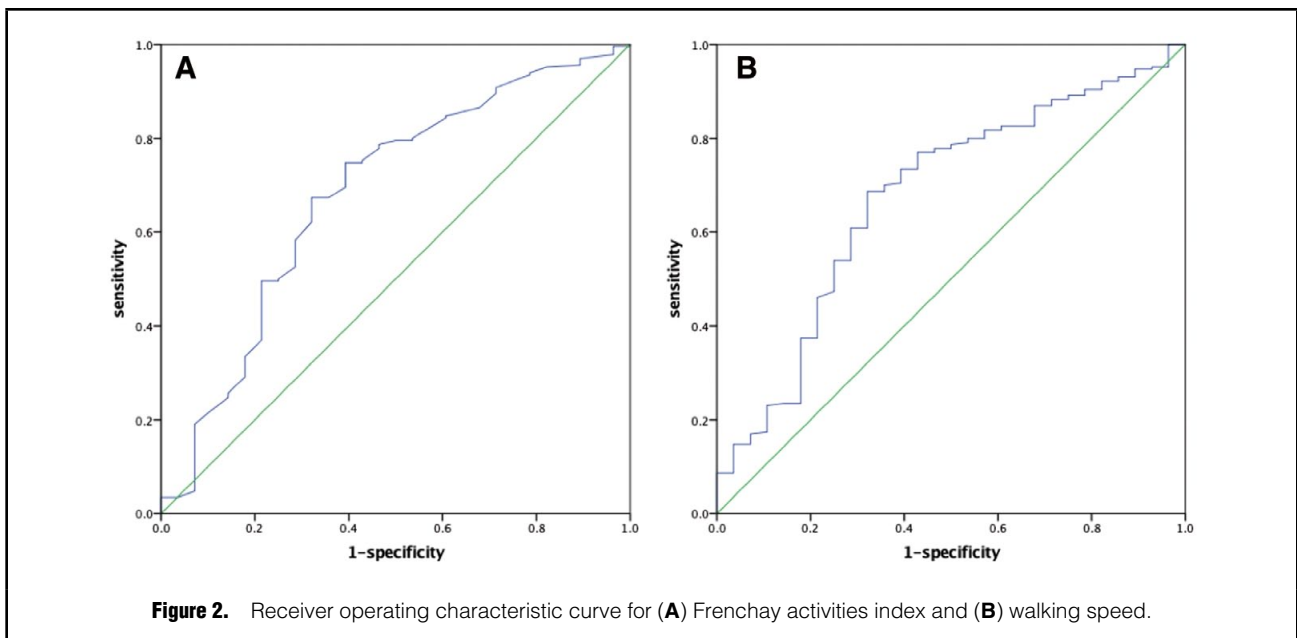 A
1.0
0.8
0.6
0.4
0.2
0.0
sensitivity
0.0 0.2 0.4 0.6 0.8 1.0
1-specificity
B
1.0
0.8
0.6
0.4
0.2
0.0
sensitivity
0.0 0.2 0.4 0.6 0.8 1.0
1-specificity
Figure 2. Receiver operating characteristic curve for (A) Frenchay activities index and (B) walking speed.